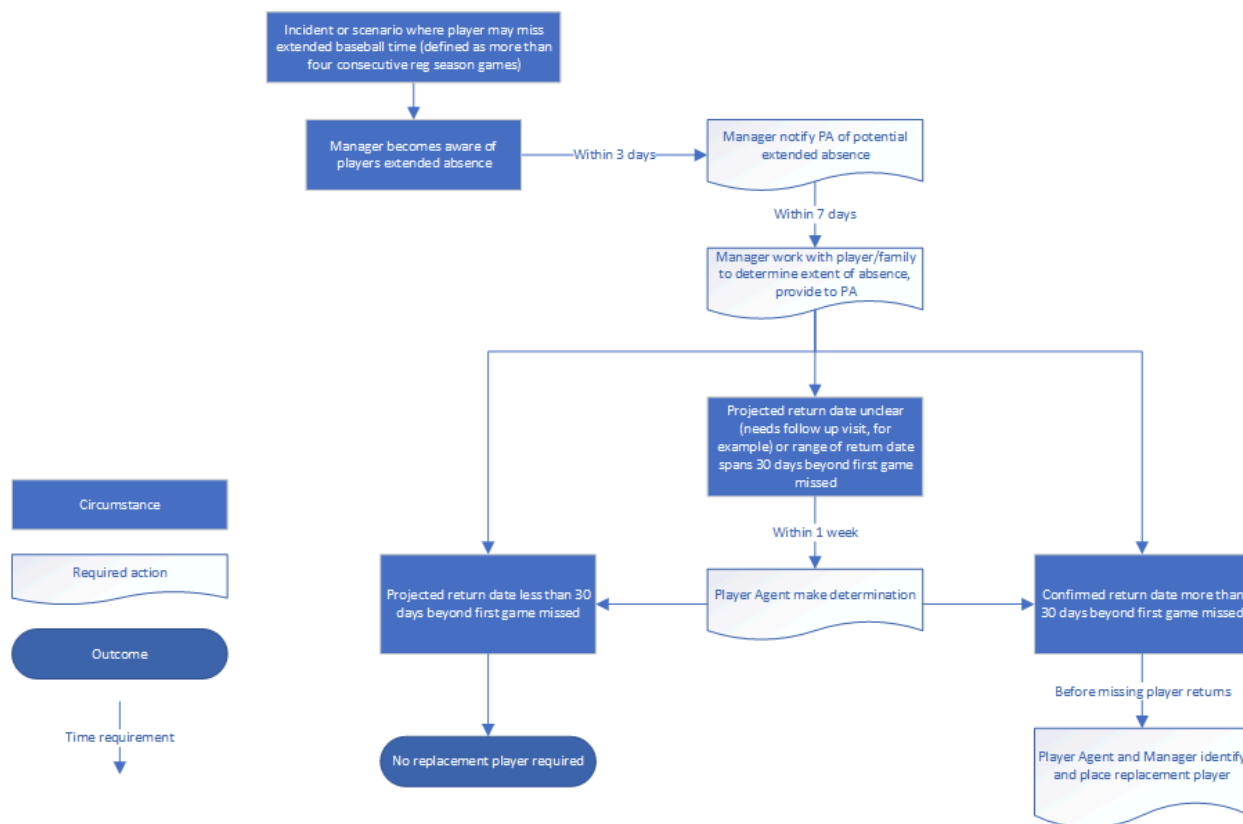 Incident or scenario where player may miss
extended baseball time (defined as more than
four consecutive reg season games)
Manager becomes aware of
players extended absence
Within 3 days
Manager notify PA of potential
extended absence
Within 7 days
Manager work with player/family
to determine extent of absence,
provide to PA
Projected return date unclear
(needs follow up visit, for
example) or range of return date
spans 30 days beyond first game
missed
Within 1 week
Circumstance
Required action
Outcome
Time requirement
Projected return date less than 30
days beyond first game missed
Player Agent make determination
Confirmed return date more than
30 days beyond first game missed
No replacement player required
Before missing player returns
Player Agent and Manager identify
and place replacement player